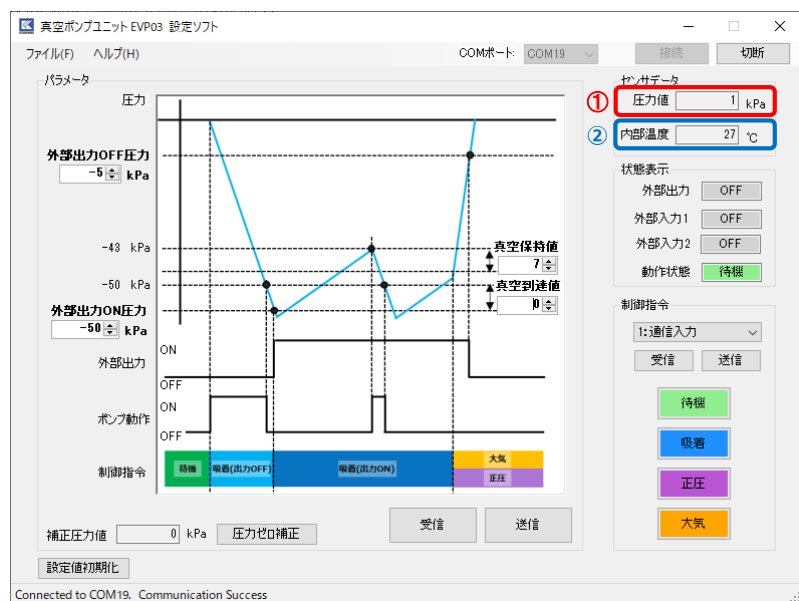 真空ポンプユニット EVP03 設定ソフト
ファイル(F) ヘルプ(H) COMポート: COM19 接続 切断
パラメータ
圧力
外部出力OFF圧力
-5 kPa
-43 kPa
-50 kPa
外部出力ON圧力
-50 kPa
真空保持値
7
真空到達値
0
外部出力
ON
OFF
ポンプ動作
ON
OFF
制御指令
待機 吸着(出力OFF) 吸着(出力ON) 大気
正圧
補正圧力値 0 kPa 圧力ゼロ補正 受信 送信
設定値初期化
センサデータ
① 圧力値 1 kPa
② 内部温度 27 ℃
状態表示
外部出力 OFF
外部入力1 OFF
外部入力2 OFF
動作状態 待機
制御指令
1:通信入力
受信 送信
待機
吸着
正圧
大気
Connected to COM19. Communication Success